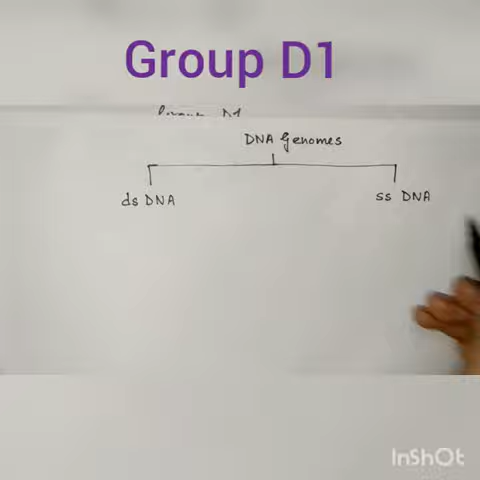 Group D1
DNA Genomes
ds DNA
ss DNA
InShOt